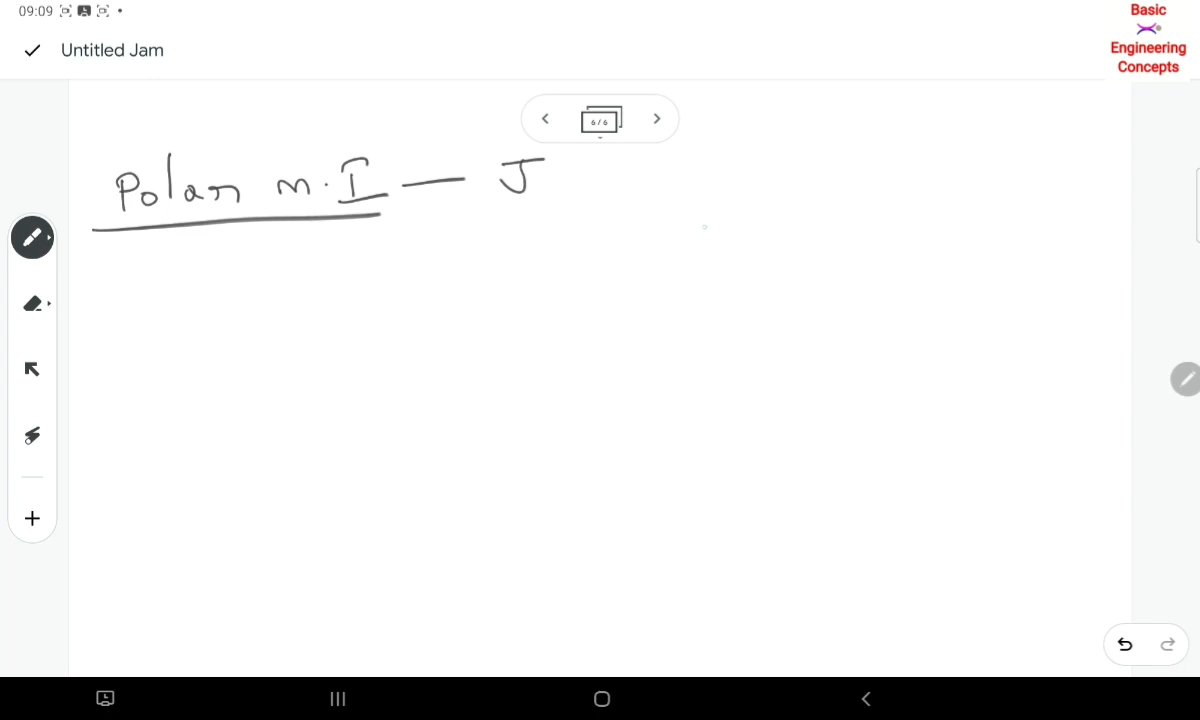 09:09
Untitled Jam
Basic
Engineering
Concepts
6 / 6
Polar M.I — J